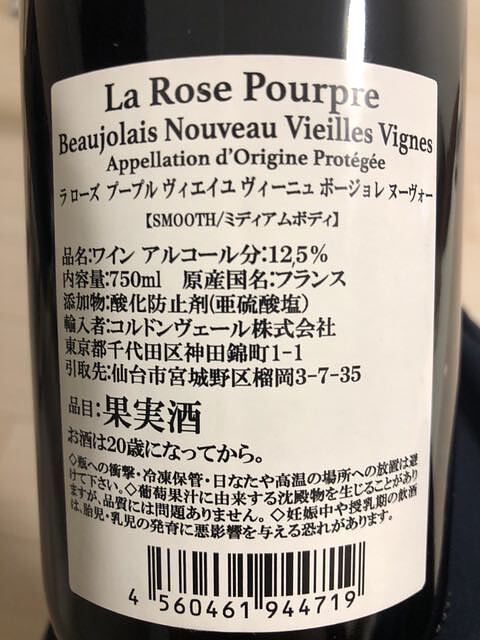 La Rose Pourpre
Beaujolais Nouveau Vieilles Vignes
Appellation d'Origine Protégée
ラ ローズ プープル ヴィエイユ ヴィーニュ ボージョレ ヌーヴォー
【SMOOTH/ミディアムボディ】
品名:ワイン アルコール分:12,5%
内容量:750ml 原産国名:フランス
添加物:酸化防止剤(亜硫酸塩)
輸入者:コルドンヴェール株式会社
東京都千代田区神田錦町1-1
引取先:仙台市宮城野区榴岡3-7-35
品目:果実酒
お酒は20歳になってから。
◇瓶への衝撃・冷凍保管・日なたや高温の場所への放置は避
けて下さい。◇葡萄果汁に由来する沈殿物を生じることがあり
ますが、品質には問題ありません。◇妊娠中や授乳期の飲酒
は、胎児・乳児の発育に悪影響を与える恐れがあります。
4 560461 944719